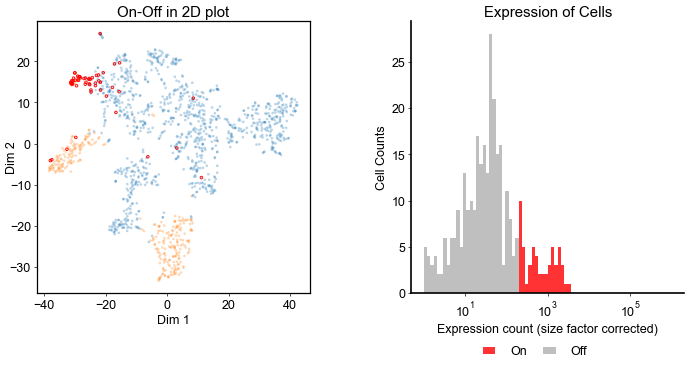 On-Off in 2D plot
Dim 2
20
10
0
−10
−20
−30
−40
−20
0
20
40
Dim 1
Expression of Cells
Cell Counts
25
20
15
10
5
0
10^1
10^3
10^5
Expression count (size factor corrected)
On
Off